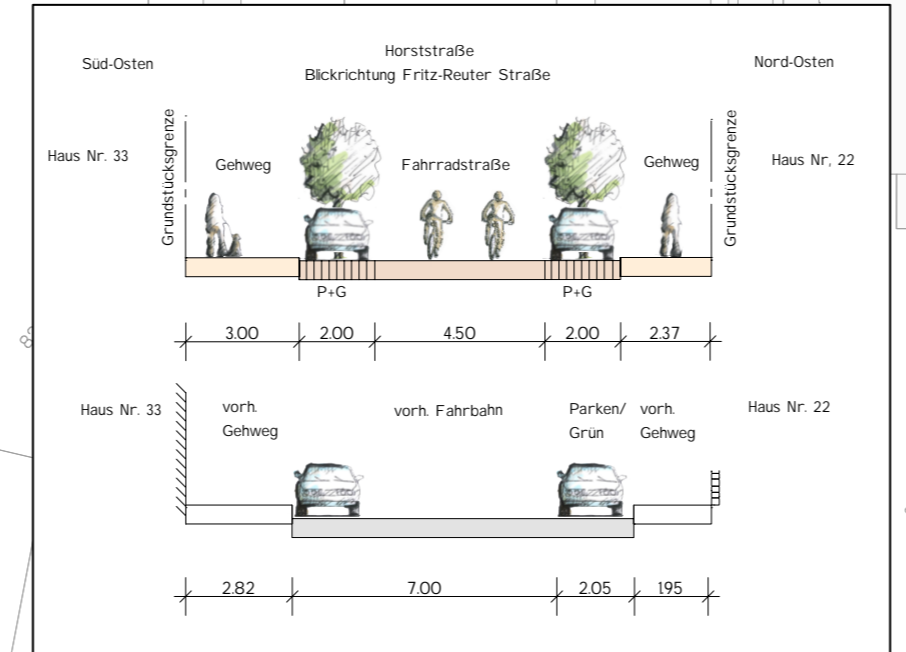 Horststraße
Süd-Osten
Blickrichtung Fritz-Reuter Straße
Nord-Osten
Grundstücksgrenze
Grundstücksgrenze
Haus Nr. 33
Gehweg
Fahrradstraße
Gehweg
Haus Nr, 22
P+G
P+G
3.00 2.00 4.50 2.00 2.37
Haus Nr. 33
vorh.
Gehweg
vorh. Fahrbahn
Parken/
Grün
vorh.
Gehweg
Haus Nr. 22
2.82 7.00 2.05 1.95